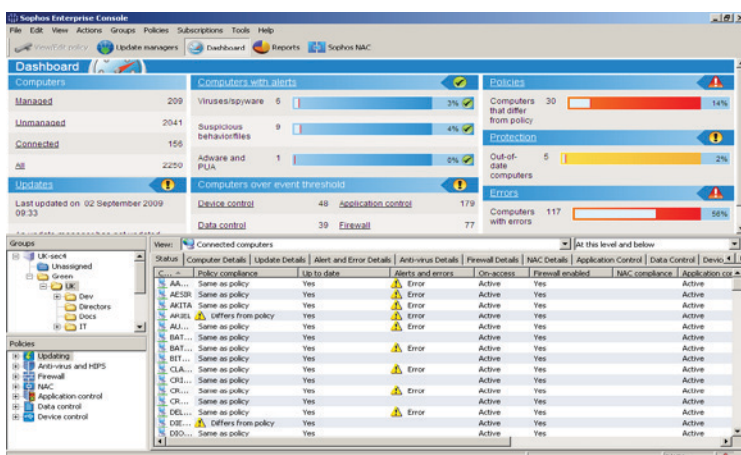 Sophos Enterprise Console
File Edit View Actions Groups Policies Subscriptions Tools Help
View/Edit policy Update managers Dashboard Reports Sophos NAC
Dashboard
Computers
Managed 209
Unmanaged 2041
Connected 156
All 2250
Updates
Last updated on 02 September 2009
09:33
Computers with alerts
Viruses/spyware 6 3%
Suspicious
behavior/files 9 4%
Adware and
PUA 1 0%
Computers over event threshold
Device control 48 Application control 179
Data control 39 Firewall 77
Policies
Computers
that differ
from policy 30 14%
Protection
Out-of-
date
computers 5 2%
Errors
Computers
with errors 117 56%
Groups
UK-sec4
Unassigned
Green
UK
Dev
Directors
Docs
IT
Policies
Updating
Anti-virus and HIPS
Firewall
NAC
Application control
Data control
Device control
View: Connected computers At this level and below
Status Computer Details Update Details Alert and Error Details Anti-virus Details Firewall Details NAC Details Application Control Data Control Devic
C... Policy compliance Up to date Alerts and errors On-access Firewall enabled NAC compliance Application cor
AA... Same as policy Yes Error Active Yes Active
AESIR Same as policy Yes Error Active Yes Active
AKITA Same as policy Yes Error Active Yes Active
ARIEL Differs from policy Yes Error Active Yes Active
AU... Same as policy Yes Error Active Yes Active
BAT... Same as policy Yes Active Yes Active
BAT... Same as policy Yes Error Active Yes Active
BIT... Same as policy Yes Active Yes Active
CLA... Same as policy Yes Error Active Yes Active
CRI... Same as policy Yes Active Yes Active
CR... Same as policy Yes Error Active Yes Active
CR... Same as policy Yes Active Yes Active
DEL... Same as policy Yes Error Active Yes Active
DIE... Differs from policy Yes Active Yes Active
DIO... Same as policy Yes Active Yes Active